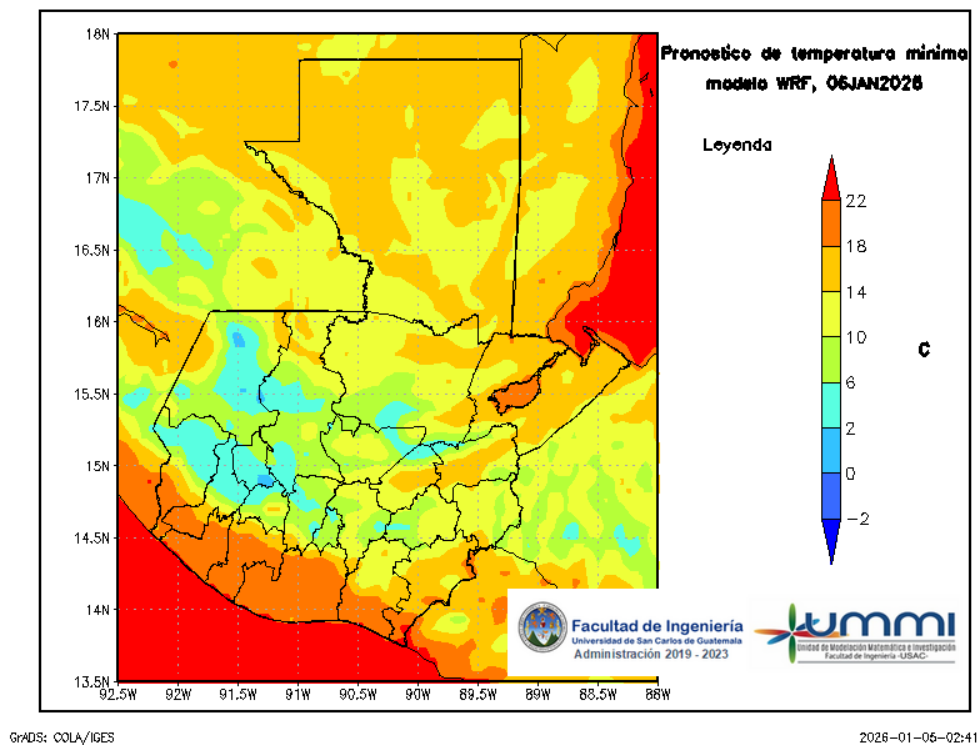 Pronostico de temperatura minima
modelo WRF, 06JAN2026
Leyenda
22
18
14
10
6
2
0
−2
C
18N
17.5N
17N
16.5N
16N
15.5N
15N
14.5N
14N
13.5N
92.5W 92W 91.5W 91W 90.5W 90W 89.5W 89W 88.5W 88W
Facultad de Ingeniería
Universidad de San Carlos de Guatemala
Administración 2019 - 2023
UMMI
Unidad de Modelación Matemática e Investigación
Facultad de Ingeniería -USAC-
GrADS: COLA/IGES
2026-01-05-02:41